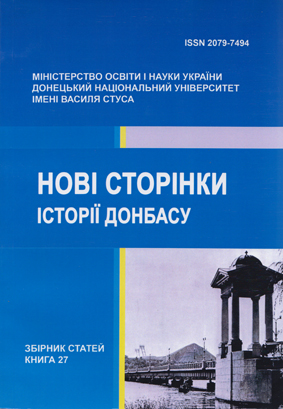 ISSN 2079-7494
МІНІСТЕРСТВО ОСВІТИ І НАУКИ УКРАЇНИ
ДОНЕЦЬКИЙ НАЦІОНАЛЬНИЙ УНІВЕРСИТЕТ
ІМЕНІ ВАСИЛЯ СТУСА
НОВІ СТОРІНКИ
ІСТОРІЇ ДОНБАСУ
ЗБІРНИК СТАТЕЙ
КНИГА 27